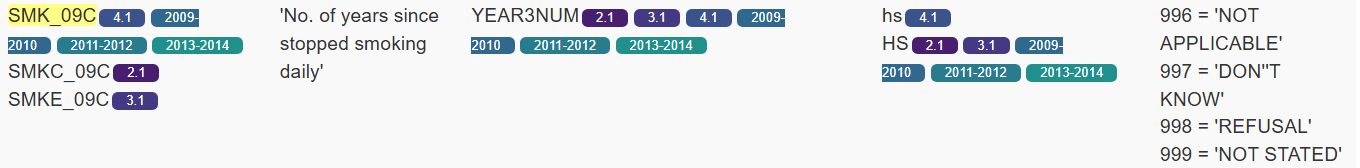 SMK_09C 4.1 2009-
2010 2011-2012 2013-2014
SMKC_09C 2.1
SMKE_09C 3.1
'No. of years since
stopped smoking
daily'
YEAR3NUM 2.1 3.1 4.1 2009-
2010 2011-2012 2013-2014
hs 4.1
HS 2.1 3.1 2009-
2010 2011-2012 2013-2014
996 = 'NOT
APPLICABLE'
997 = 'DON''T
KNOW'
998 = 'REFUSAL'
999 = 'NOT STATED'